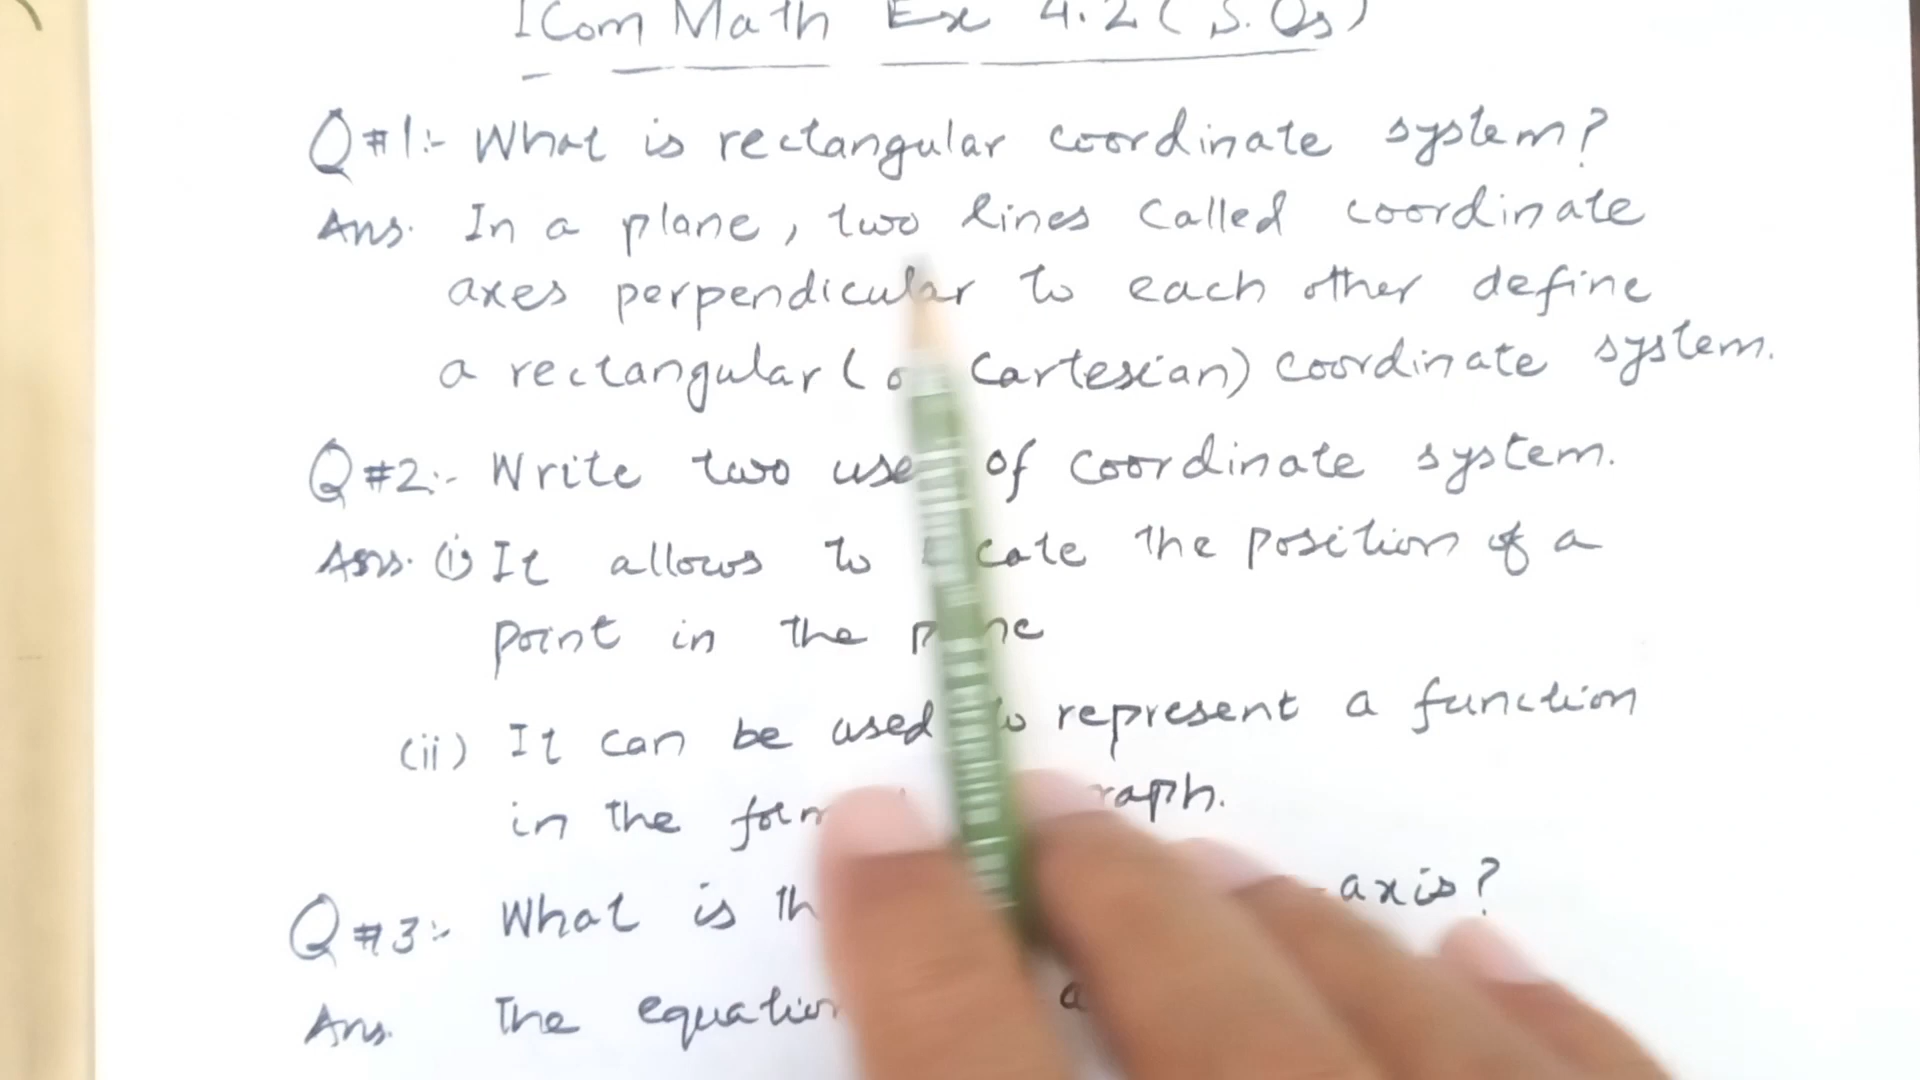 ICom Math Ex 4.2 (S.Qs)
Q#1:- What is rectangular coordinate system?
Ans. In a plane, two lines called coordinate
axes perpendicular to each other define
a rectangular ( Cartesian) coordinate system.
Q#2:- Write two use of coordinate system.
Ans. (i) It allows to the position of a
point in the
(ii) It can be used represent a function
in the
Q#3:- What is axis?
Ans. The